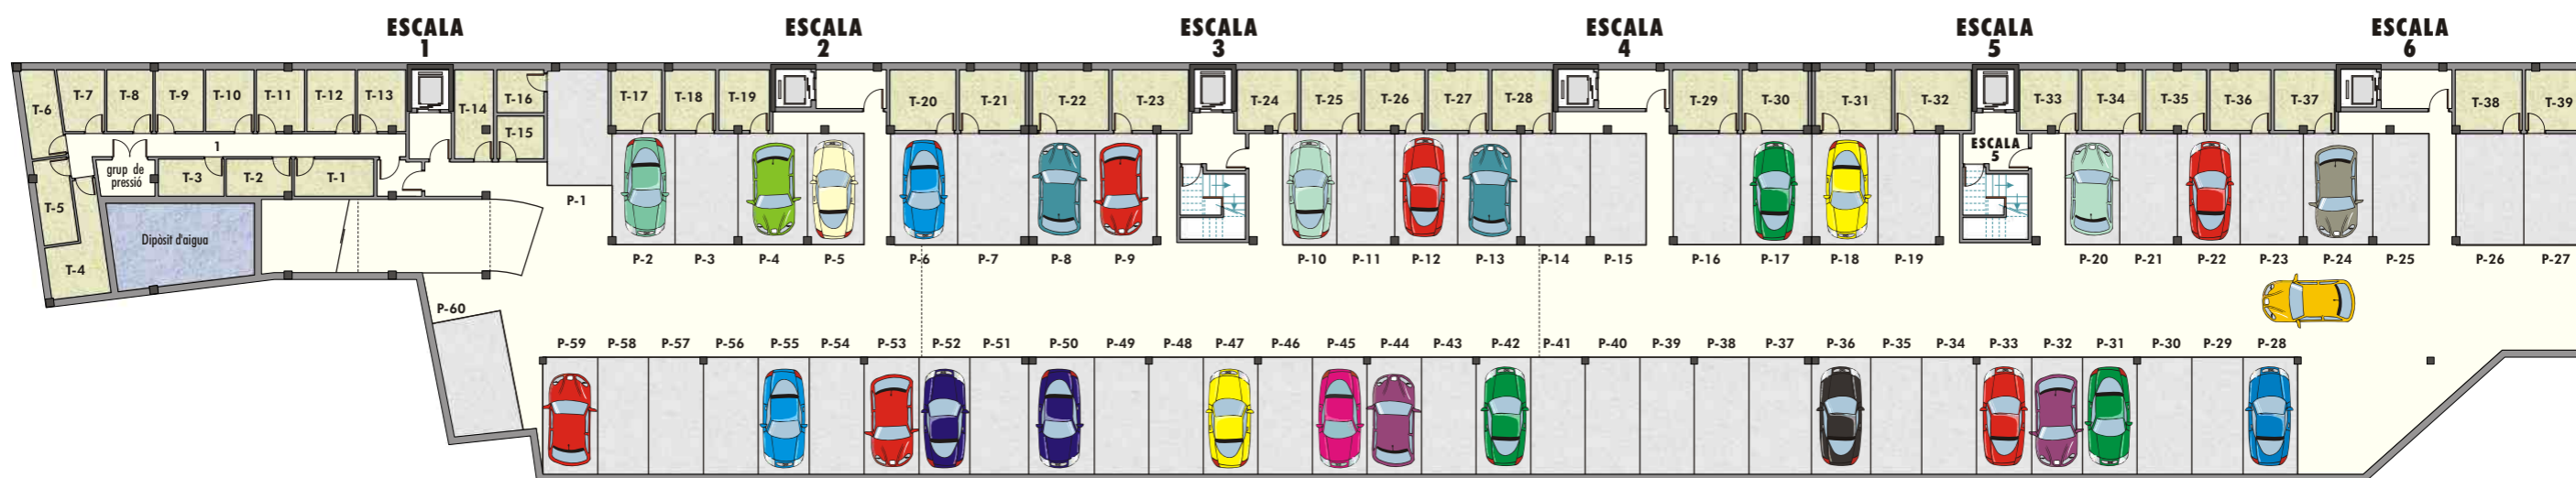 ESCALA
1
ESCALA
2
ESCALA
3
ESCALA
4
ESCALA
5
ESCALA
6
T-6
T-7
T-8
T-9
T-10
T-11
T-12
T-13
T-14
T-16
T-15
T-17
T-18
T-19
T-20
T-21
T-22
T-23
T-24
T-25
T-26
T-27
T-28
T-29
T-30
T-31
T-32
T-33
T-34
T-35
T-36
T-37
T-38
T-39
1
grup de
pressió
T-3
T-2
T-1
T-5
T-4
Dipòsit d'aigua
ESCALA
5
P-1
P-2
P-3
P-4
P-5
P-6
P-7
P-8
P-9
P-10
P-11
P-12
P-13
P-14
P-15
P-16
P-17
P-18
P-19
P-20
P-21
P-22
P-23
P-24
P-25
P-26
P-27
P-60
P-59
P-58
P-57
P-56
P-55
P-54
P-53
P-52
P-51
P-50
P-49
P-48
P-47
P-46
P-45
P-44
P-43
P-42
P-41
P-40
P-39
P-38
P-37
P-36
P-35
P-34
P-33
P-32
P-31
P-30
P-29
P-28